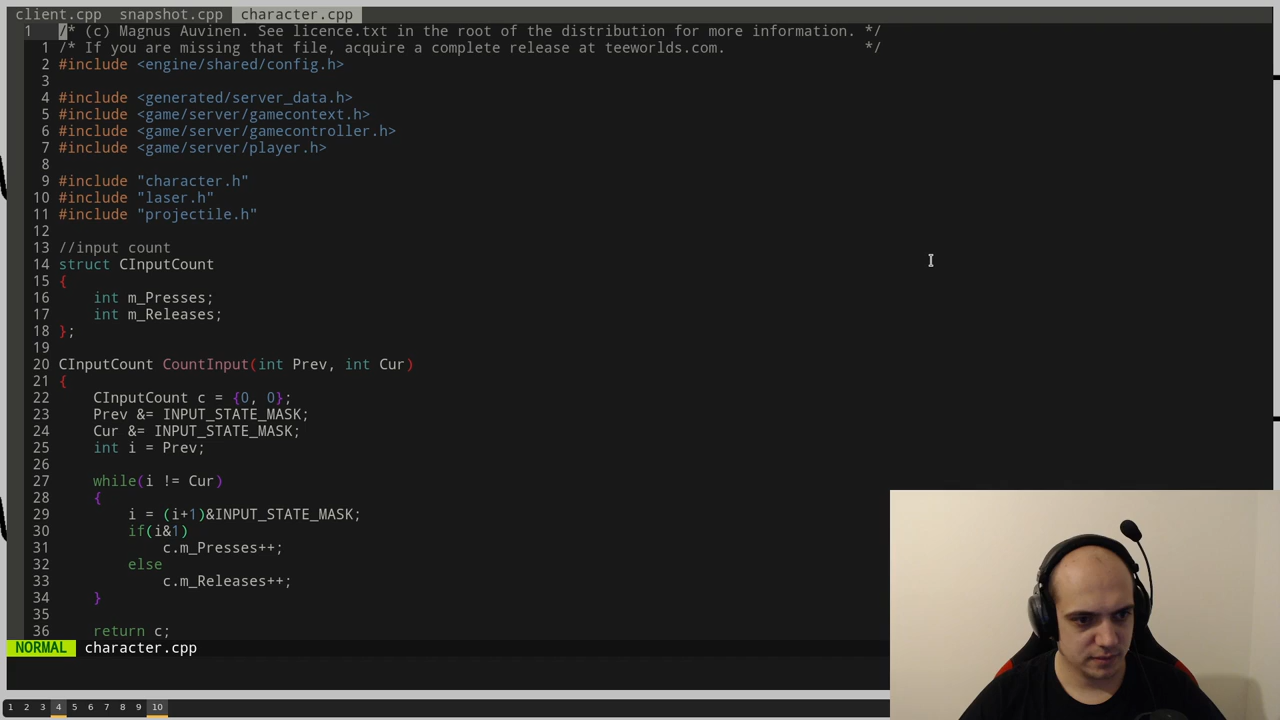 client.cpp snapshot.cpp character.cpp
1 /* (c) Magnus Auvinen. See licence.txt in the root of the distribution for more information. */
1 /* If you are missing that file, acquire a complete release at teeworlds.com. */
2 #include <engine/shared/config.h>
3
4 #include <generated/server_data.h>
5 #include <game/server/gamecontext.h>
6 #include <game/server/gamecontroller.h>
7 #include <game/server/player.h>
8
9 #include "character.h"
10 #include "laser.h"
11 #include "projectile.h"
12
13 //input count
14 struct CInputCount
15 {
16 int m_Presses;
17 int m_Releases;
18 };
19
20 CInputCount CountInput(int Prev, int Cur)
21 {
22 CInputCount c = {0, 0};
23 Prev &= INPUT_STATE_MASK;
24 Cur &= INPUT_STATE_MASK;
25 int i = Prev;
26
27 while(i != Cur)
28 {
29 i = (i+1)&INPUT_STATE_MASK;
30 if(i&1)
31 c.m_Presses++;
32 else
33 c.m_Releases++;
34 }
35
36 return c;
NORMAL character.cpp
1 2 3 4 5 6 7 8 9 10